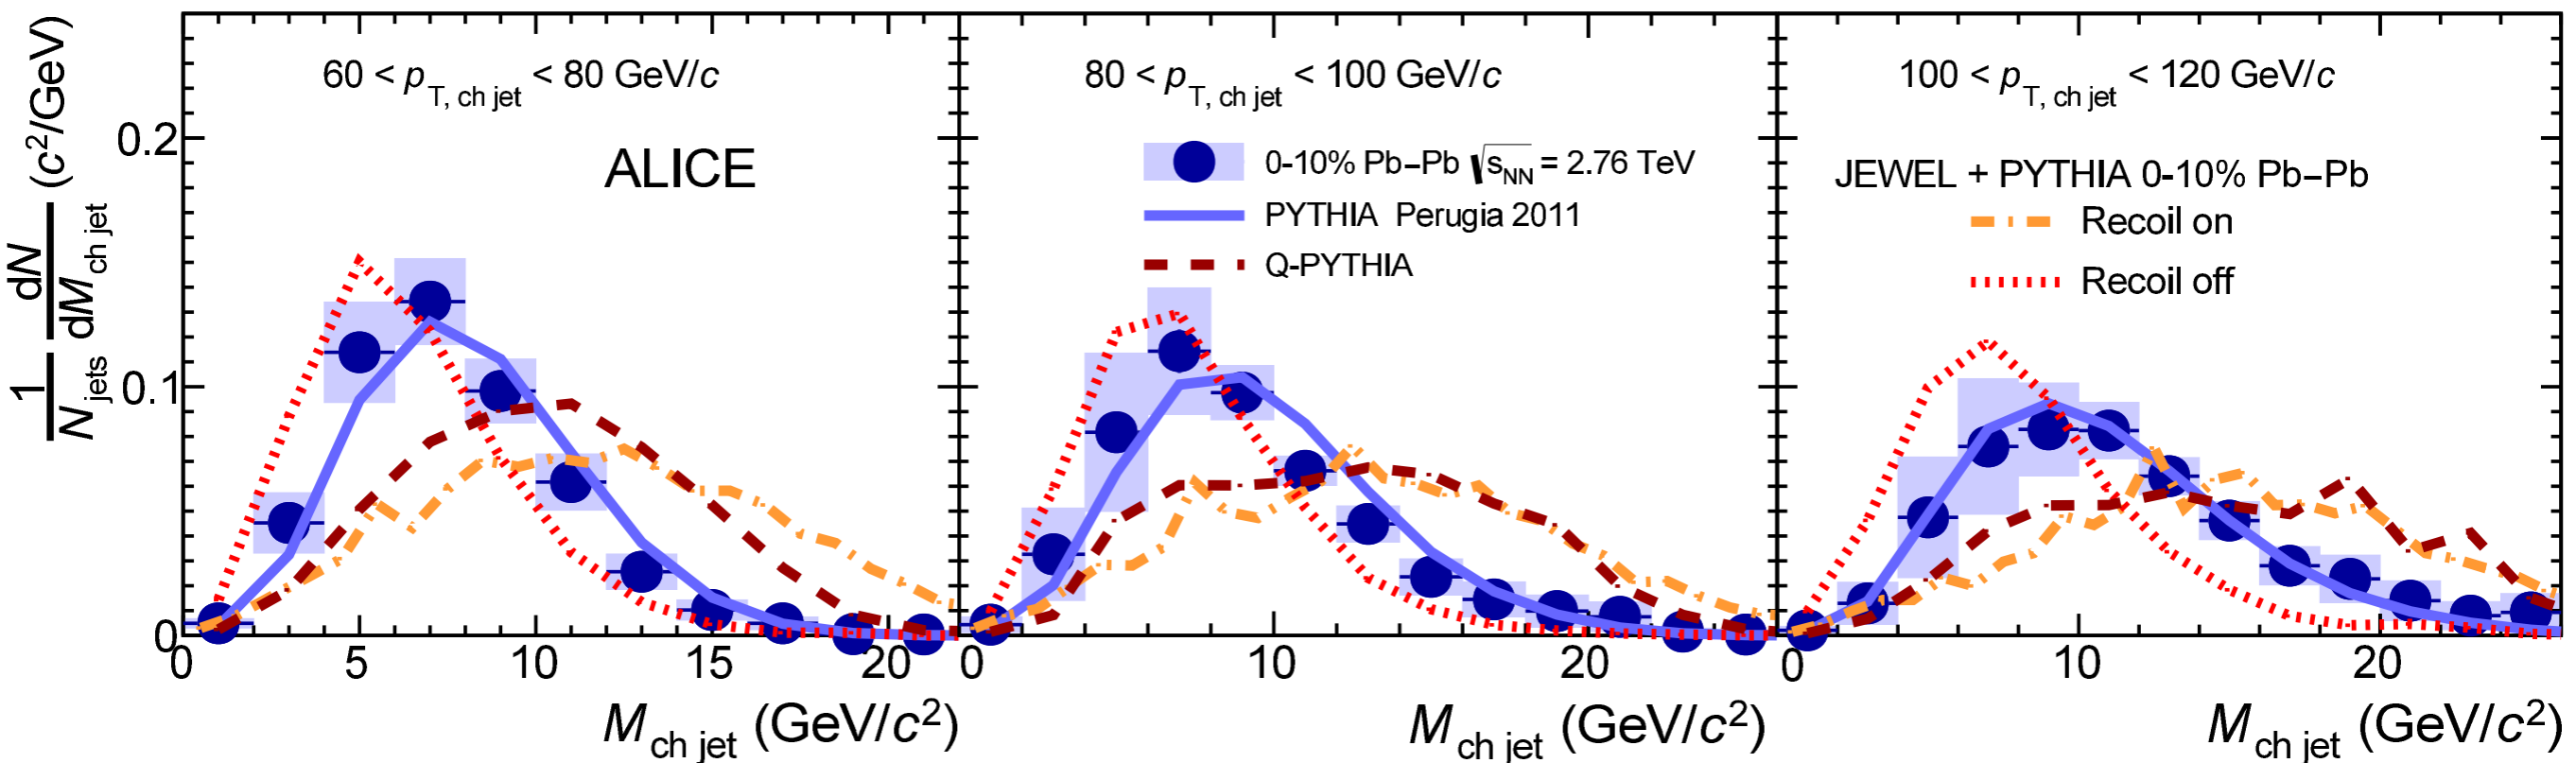 1/N_jets dN/dM_ch jet (c²/GeV)
0.2
0.1
0
60 < p_T, ch jet < 80 GeV/c
ALICE
80 < p_T, ch jet < 100 GeV/c
0-10% Pb–Pb √s_NN = 2.76 TeV
PYTHIA Perugia 2011
Q-PYTHIA
100 < p_T, ch jet < 120 GeV/c
JEWEL + PYTHIA 0-10% Pb–Pb
Recoil on
Recoil off
0 5 10 15 20
0 10 20
0 10 20
M_ch jet (GeV/c²)
M_ch jet (GeV/c²)
M_ch jet (GeV/c²)